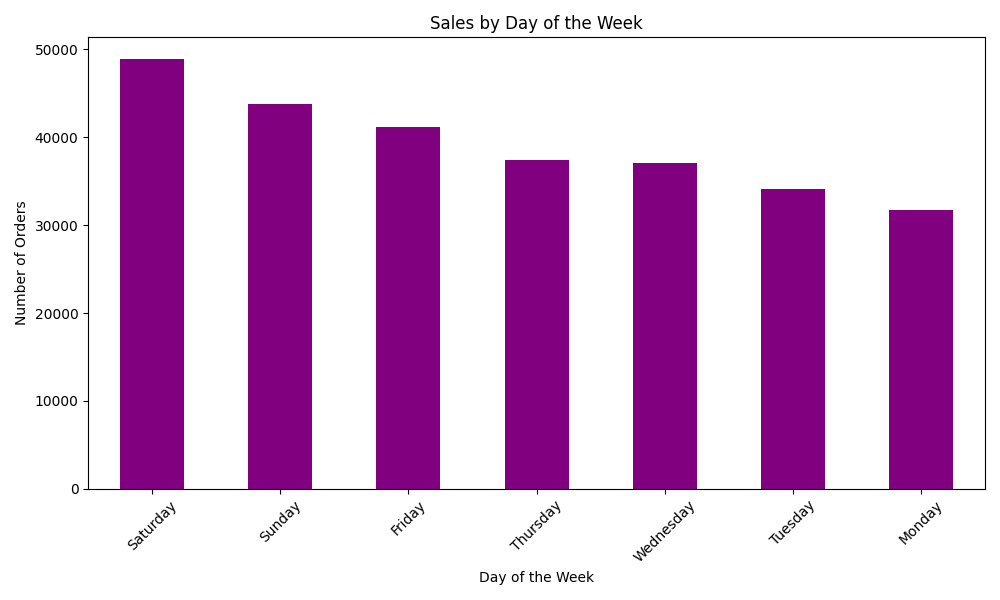 Sales by Day of the Week
Number of Orders
50000
40000
30000
20000
10000
0
Saturday
Sunday
Friday
Thursday
Wednesday
Tuesday
Monday
Day of the Week